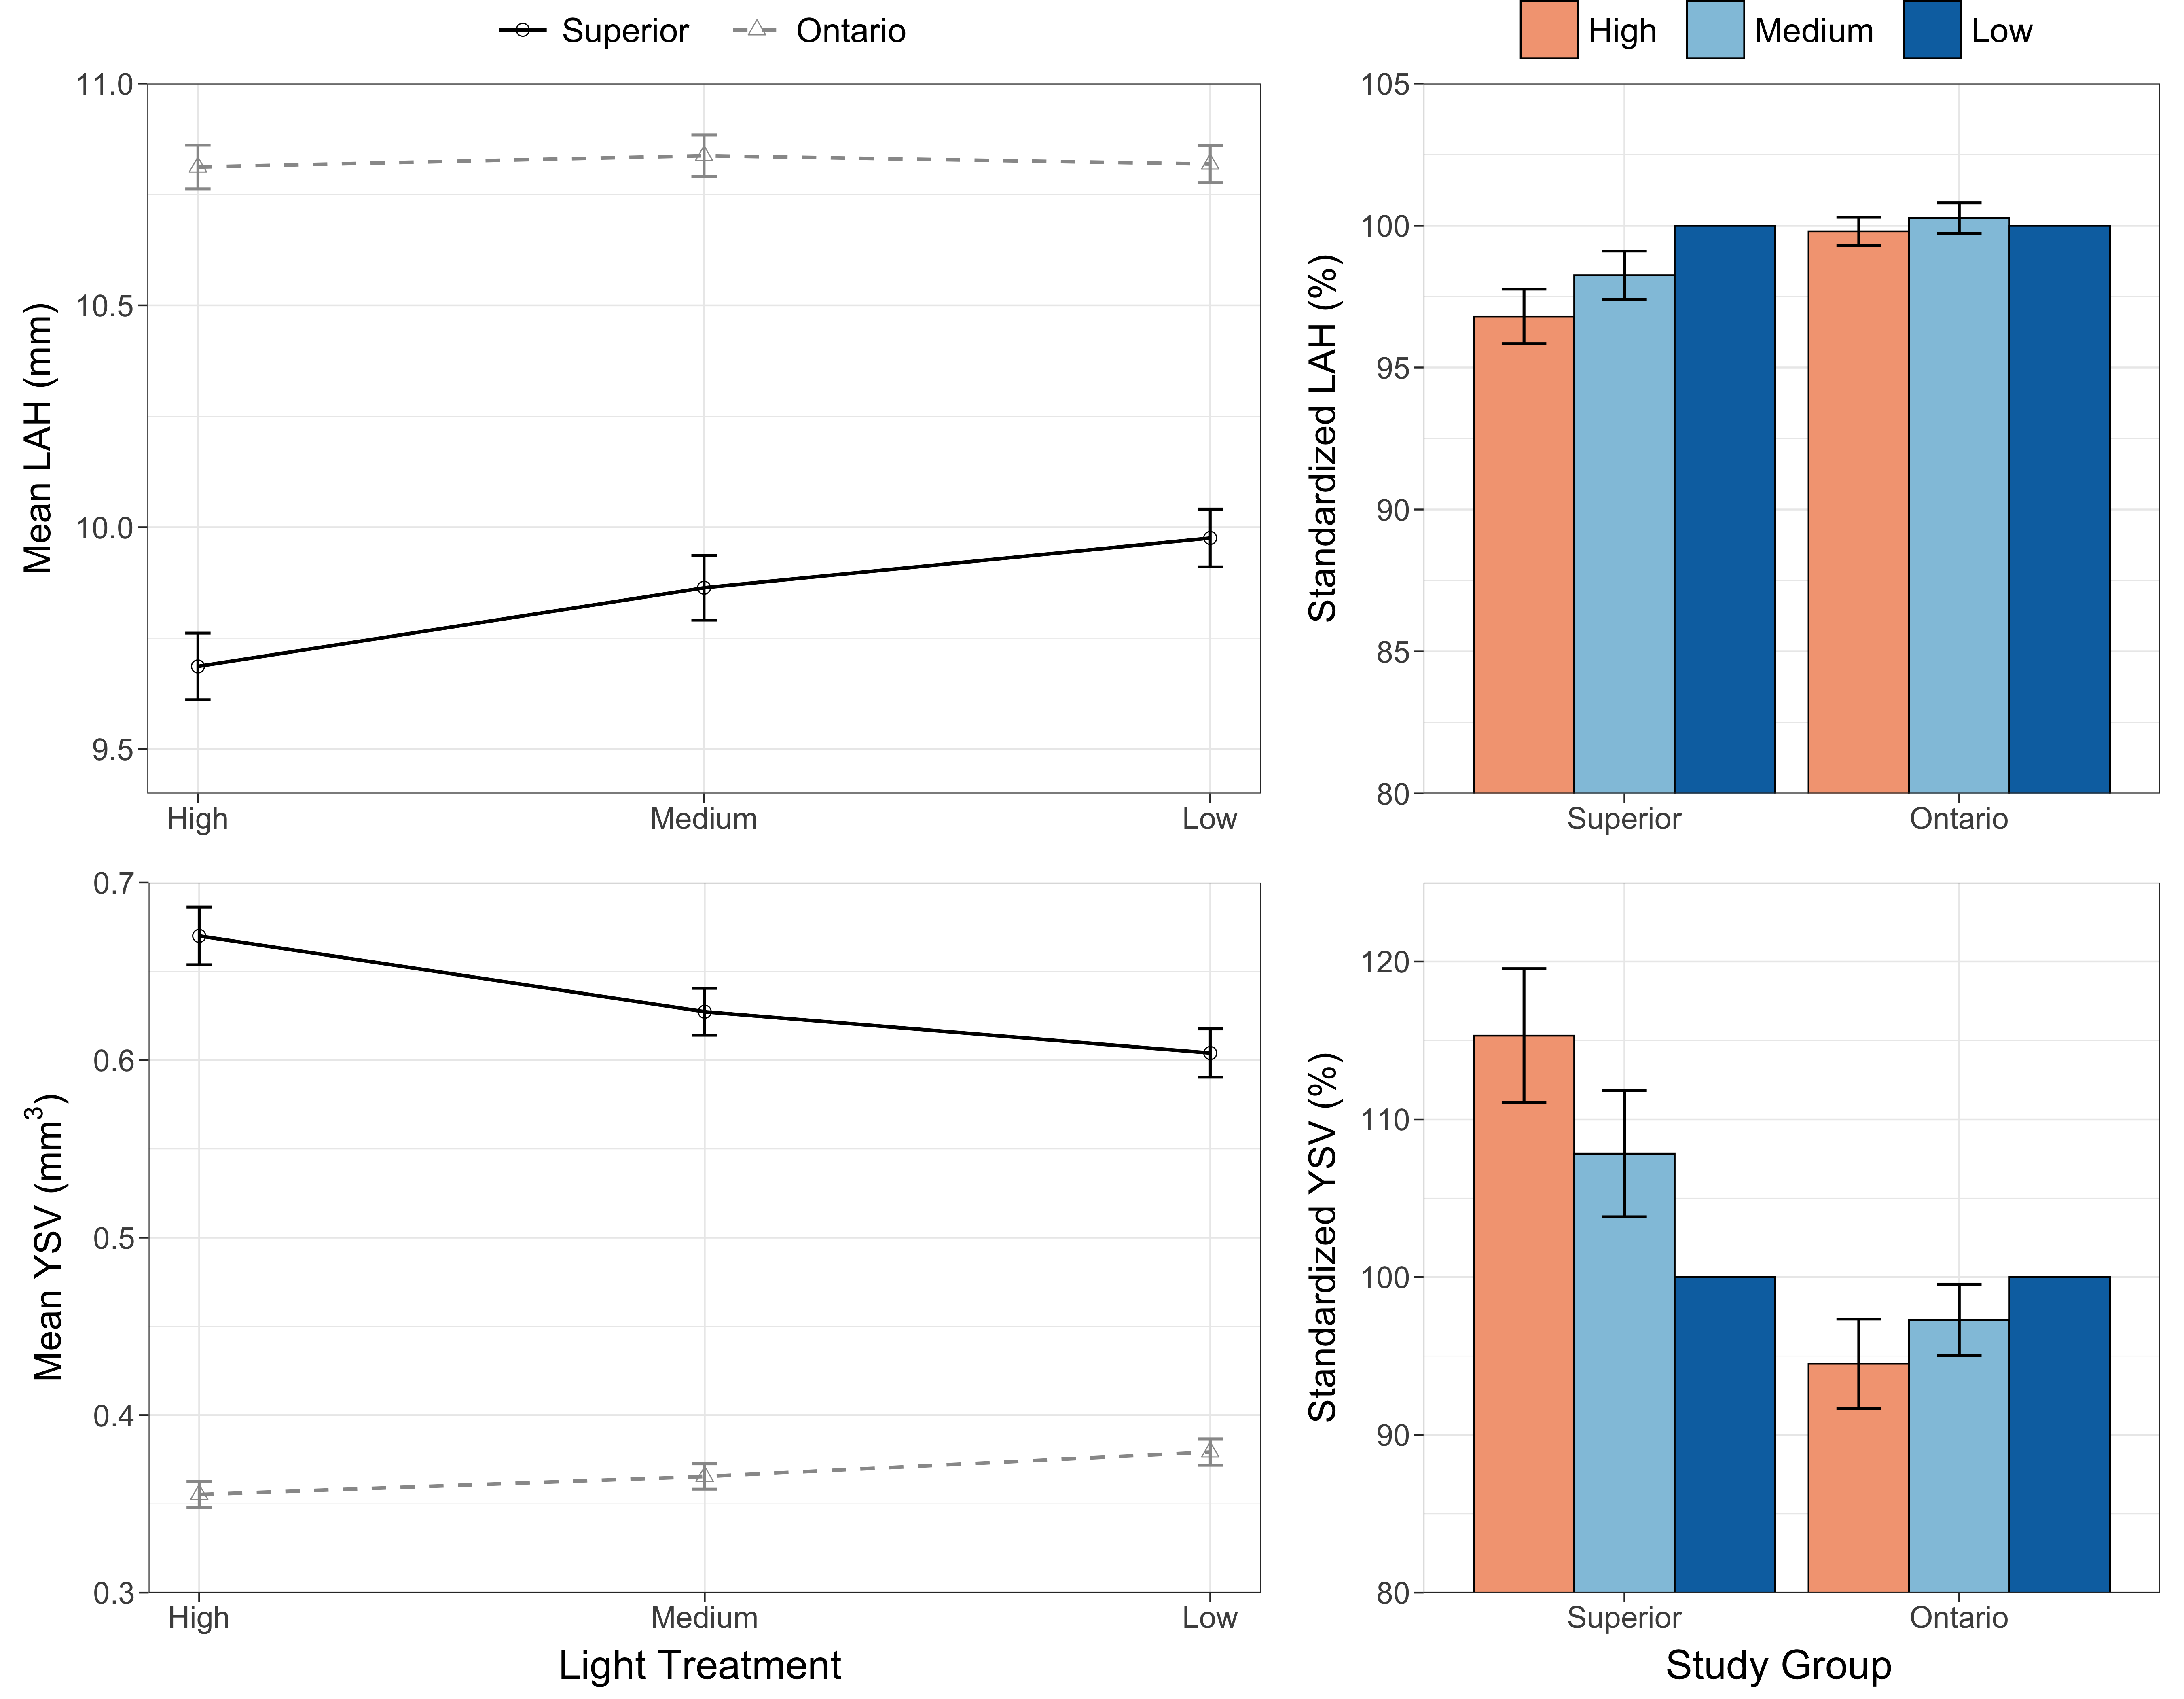 Superior Ontario
High Medium Low
Mean LAH (mm)
11.0
10.5
10.0
9.5
High Medium Low
Standardized LAH (%)
105
100
95
90
85
80
Superior Ontario
Mean YSV (mm³)
0.7
0.6
0.5
0.4
0.3
High Medium Low
Light Treatment
Standardized YSV (%)
120
110
100
90
80
Superior Ontario
Study Group